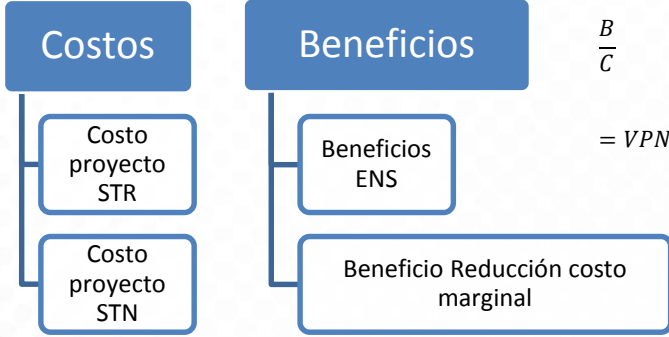 Costos
Costo
proyecto
STR
Costo
proyecto
STN
Beneficios
Beneficios
ENS
Beneficio Reducción costo
marginal
B
C
= VPN